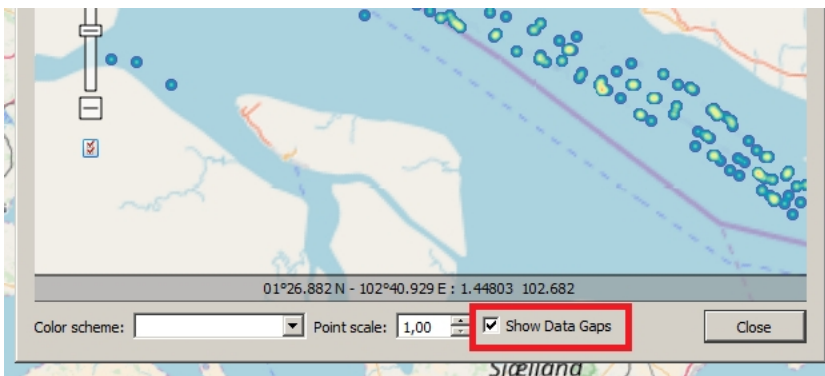 01°26.882 N - 102°40.929 E : 1.44803 102.682
Color scheme: Point scale: 1,00 Show Data Gaps Close
Sjælland